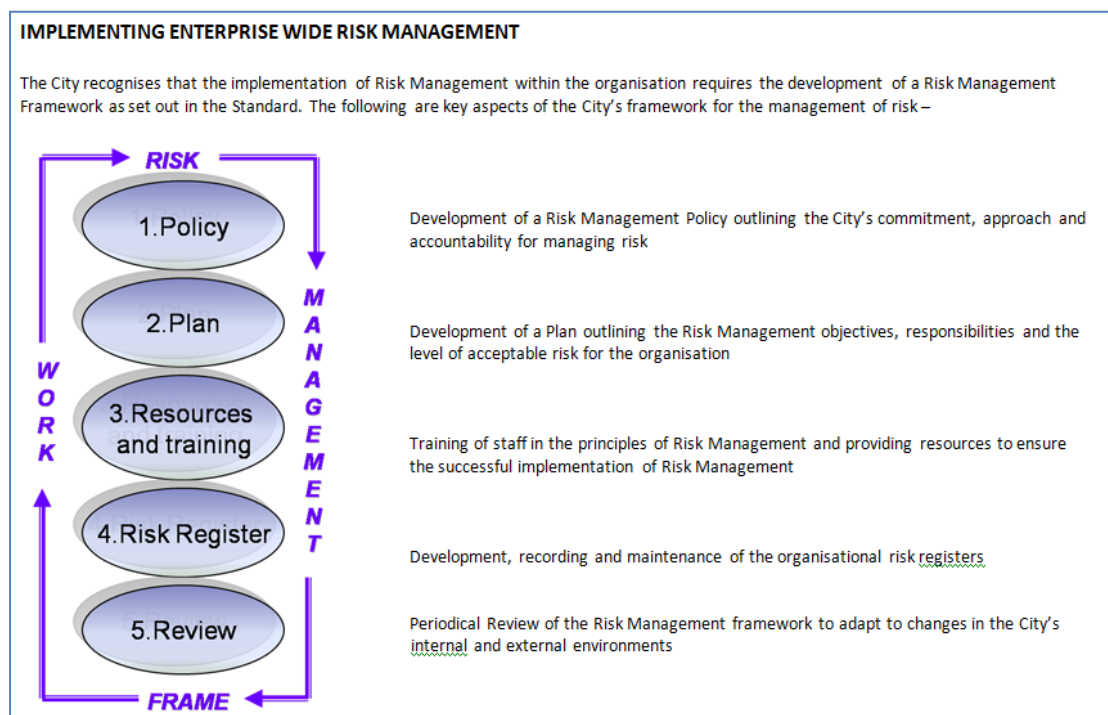 IMPLEMENTING ENTERPRISE WIDE RISK MANAGEMENT
The City recognises that the implementation of Risk Management within the organisation requires the development of a Risk Management
Framework as set out in the Standard. The following are key aspects of the City's framework for the management of risk –
RISK
MANAGEMENT
FRAME
WORK
1.Policy
Development of a Risk Management Policy outlining the City's commitment, approach and
accountability for managing risk
2.Plan
Development of a Plan outlining the Risk Management objectives, responsibilities and the
level of acceptable risk for the organisation
3.Resources
and training
Training of staff in the principles of Risk Management and providing resources to ensure
the successful implementation of Risk Management
4.Risk Register
Development, recording and maintenance of the organisational risk registers
5.Review
Periodical Review of the Risk Management framework to adapt to changes in the City's
internal and external environments